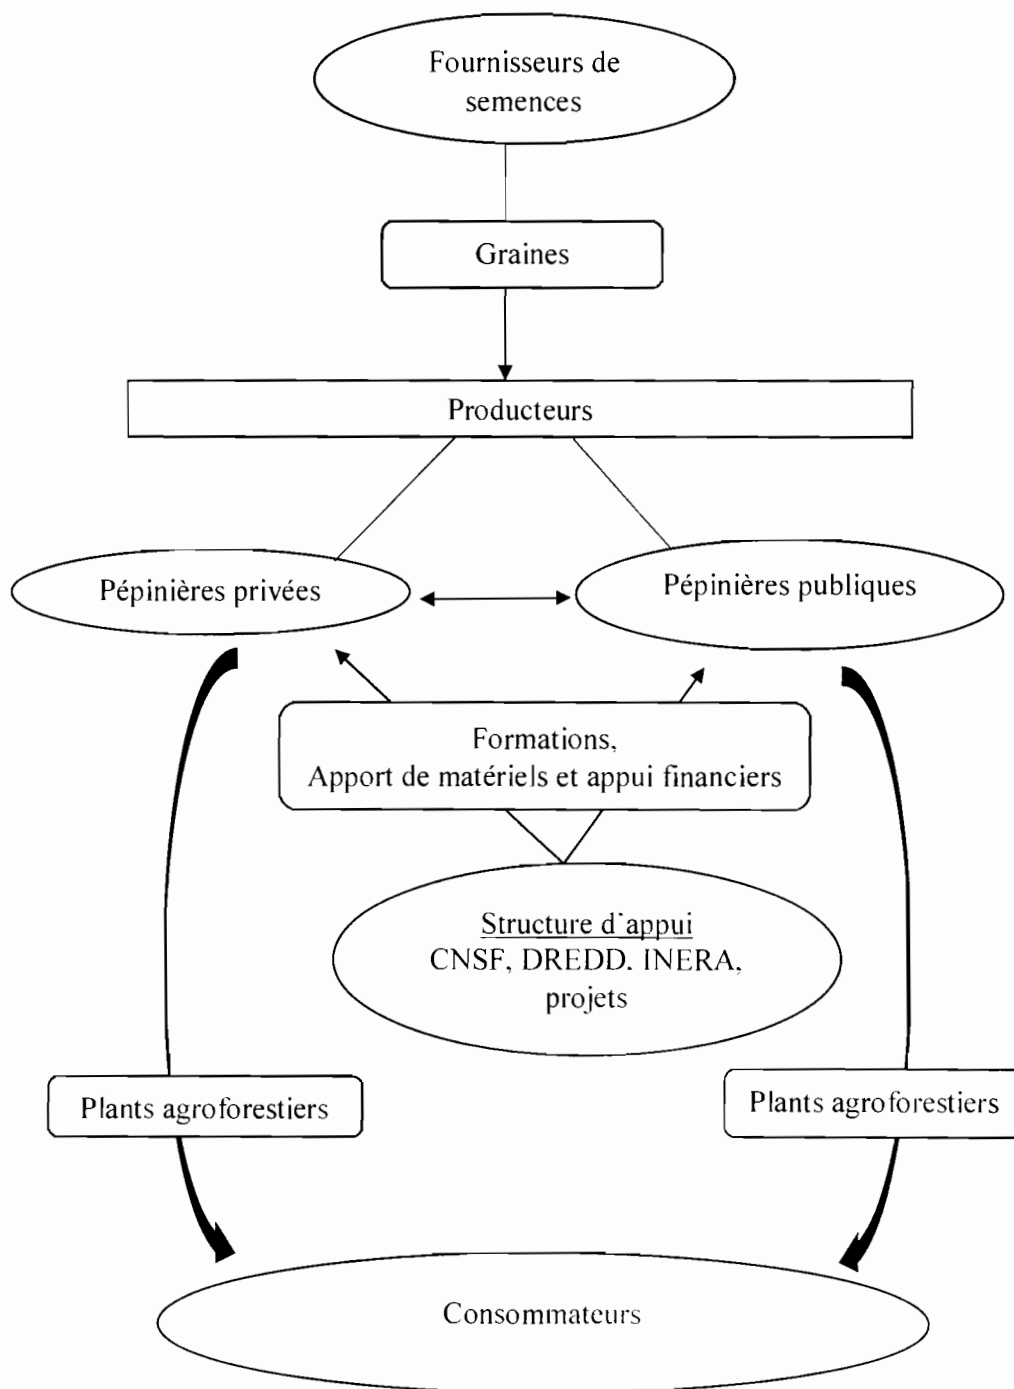 Fournisseurs de
semences
Graines
Producteurs
Pépinières privées
Pépinières publiques
Formations,
Apport de matériels et appui financiers
Structure d'appui
CNSF, DREDD, INERA,
projets
Plants agroforestiers
Plants agroforestiers
Consommateurs